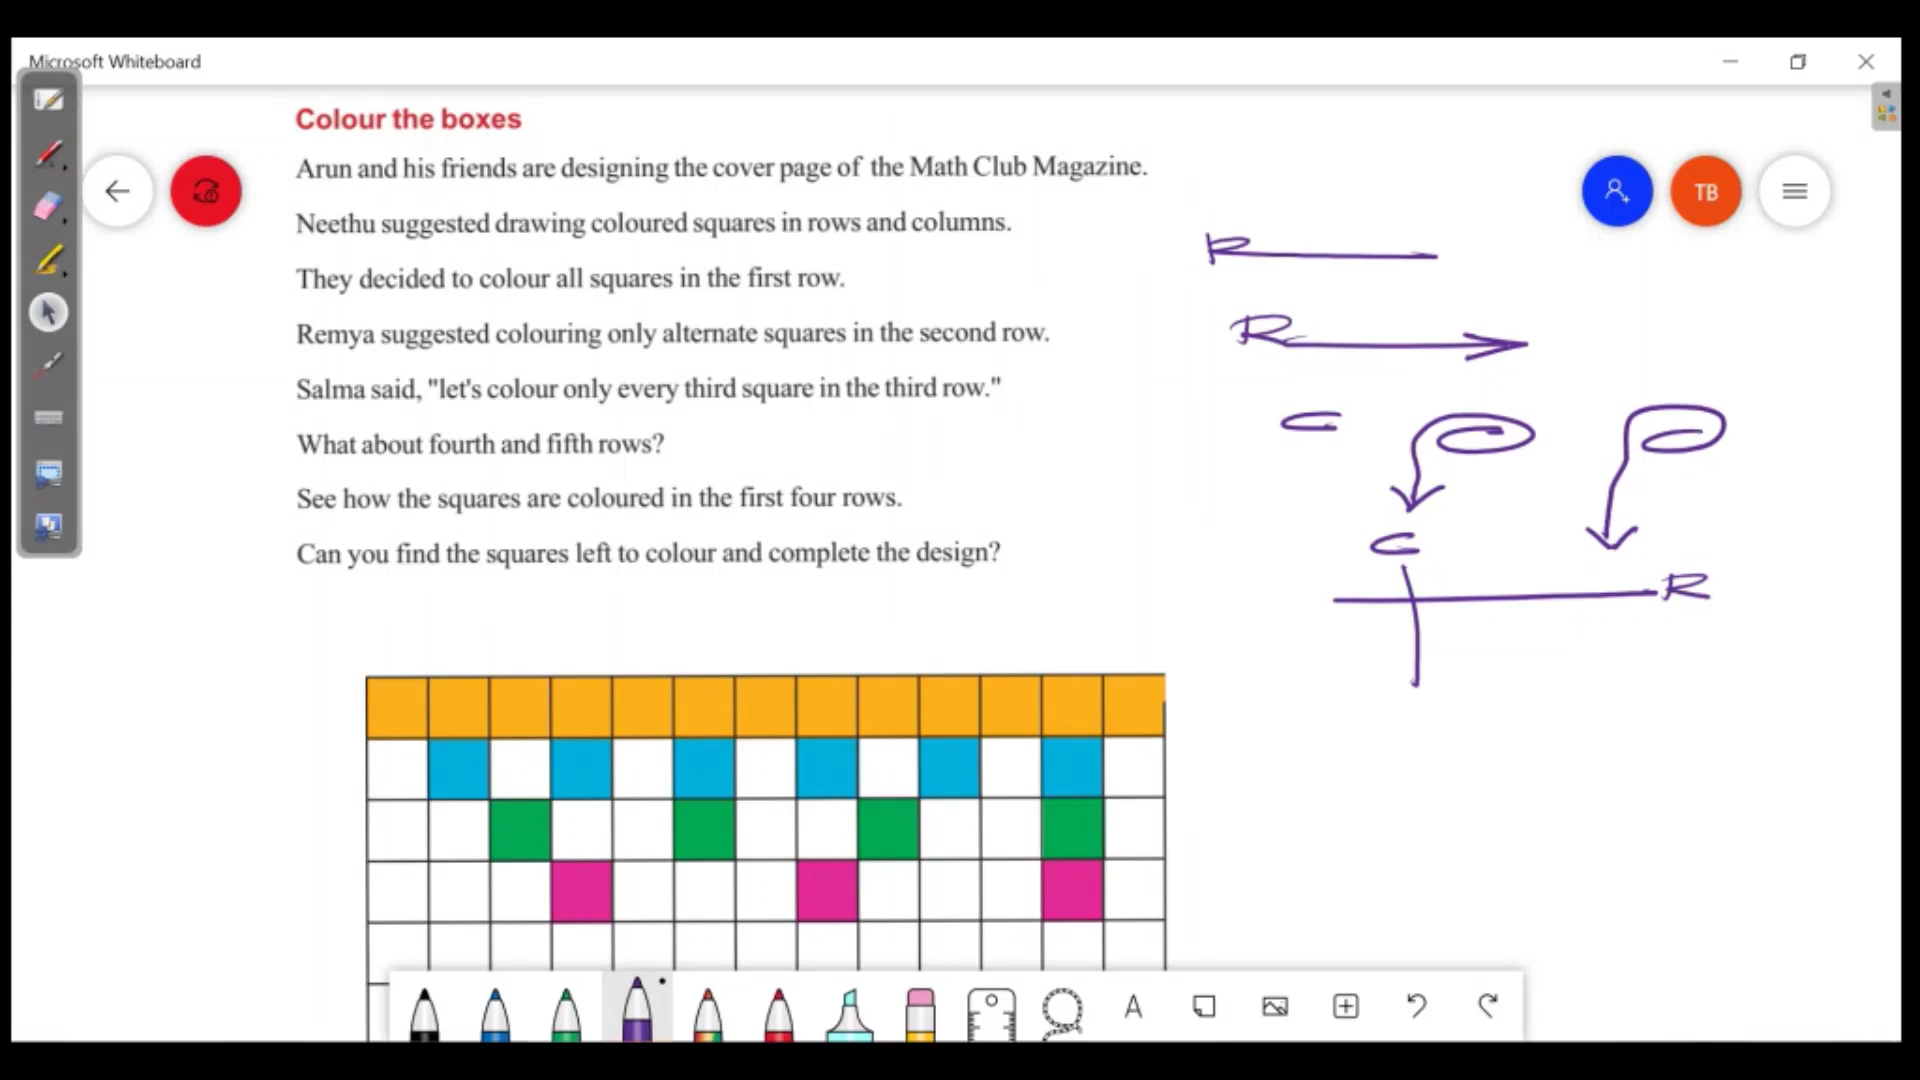 Microsoft Whiteboard
Colour the boxes
Arun and his friends are designing the cover page of the Math Club Magazine.
Neethu suggested drawing coloured squares in rows and columns.
They decided to colour all squares in the first row.
Remya suggested colouring only alternate squares in the second row.
Salma said, "let's colour only every third square in the third row."
What about fourth and fifth rows?
See how the squares are coloured in the first four rows.
Can you find the squares left to colour and complete the design?
TB
R
R
C
C
R
A